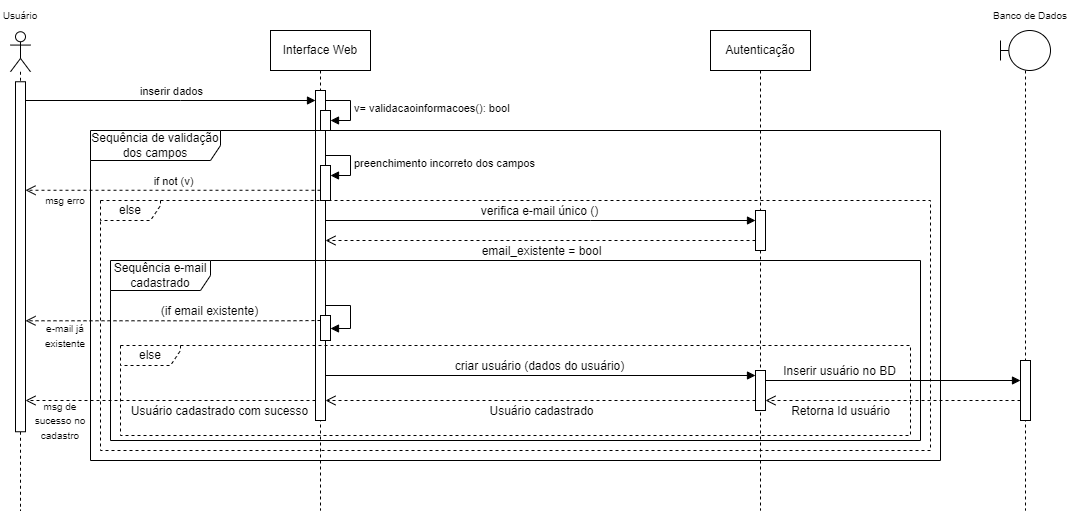 Usuário
Banco de Dados
Interface Web
Autenticação
inserir dados
v= validacaoinformacoes(): bool
Sequência de validação
dos campos
preenchimento incorreto dos campos
if not (v)
msg erro
else
verifica e-mail único ()
email_existente = bool
Sequência e-mail
cadastrado
(if email existente)
e-mail já
existente
else
criar usuário (dados do usuário)
Inserir usuário no BD
msg de
sucesso no
cadastro
Usuário cadastrado com sucesso
Usuário cadastrado
Retorna Id usuário